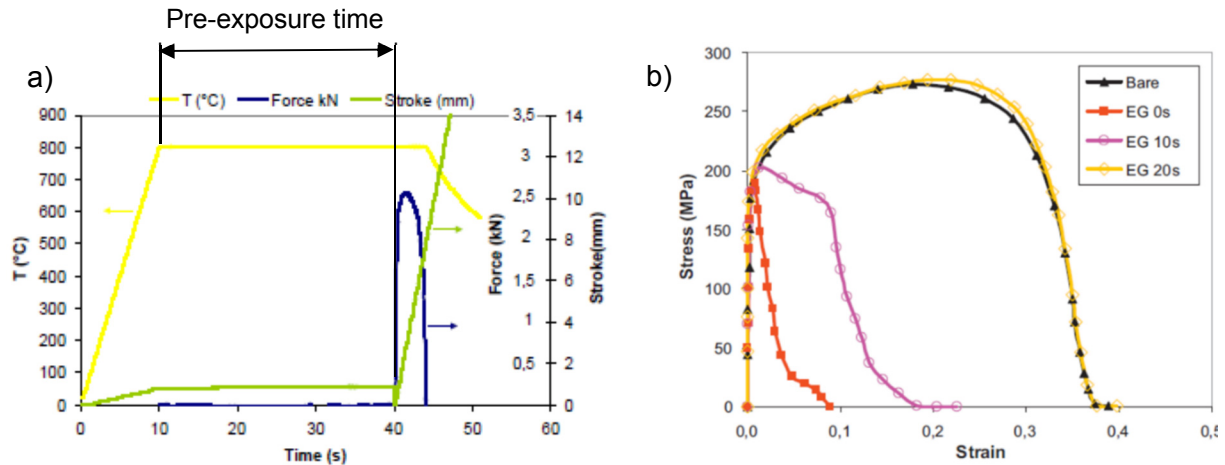 Pre-exposure time
a)
T (°C) Force kN Stroke (mm)
900
800
700
600
500
400
300
200
100
0
T (°C)
0 10 20 30 40 50 60
Time (s)
3,5
3
2,5
2
1,5
1
0,5
0
Force (kN)
14
12
10
8
6
4
2
0
Stroke(mm)
b)
300
250
200
150
100
50
0
Stress (MPa)
0,0 0,1 0,2 0,3 0,4 0,5
Strain
Bare
EG 0s
EG 10s
EG 20s